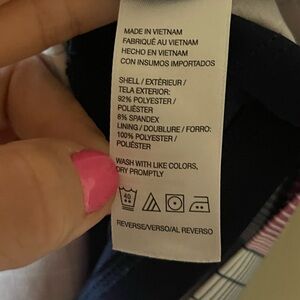 MADE IN VIETNAM
FABRIQUÉ AU VIETNAM
HECHO EN VIETNAM
CON INSUMOS IMPORTADOS
SHELL / EXTÉRIEUR /
TELA EXTERIOR:
92% POLYESTER /
POLIÉSTER
8% SPANDEX
LINING / DOUBLURE / FORRO:
100% POLYESTER /
POLIÉSTER
WASH WITH LIKE COLORS,
DRY PROMPTLY
40
REVERSE/VERSO/AL REVERSO